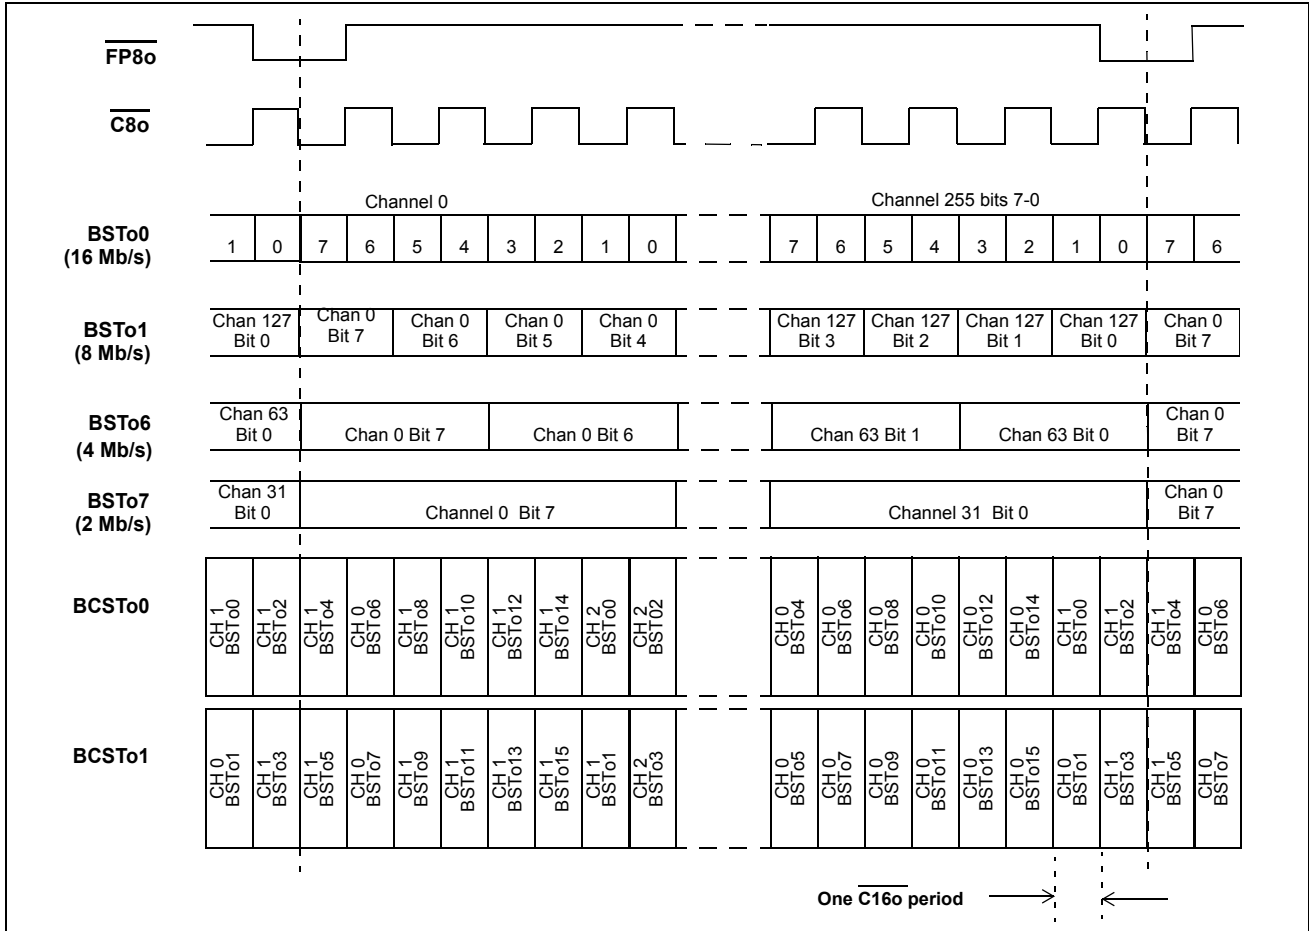 FP8o
C8o
Channel 0
Channel 255 bits 7-0
BSTo0
(16 Mb/s)
1 0 7 6 5 4 3 2 1 0 7 6 5 4 3 2 1 0 7 6
BSTo1
(8 Mb/s)
Chan 127 Bit 0
Chan 0 Bit 7
Chan 0 Bit 6
Chan 0 Bit 5
Chan 0 Bit 4
Chan 127 Bit 3
Chan 127 Bit 2
Chan 127 Bit 1
Chan 127 Bit 0
Chan 0 Bit 7
BSTo6
(4 Mb/s)
Chan 63 Bit 0
Chan 0 Bit 7
Chan 0 Bit 6
Chan 63 Bit 1
Chan 63 Bit 0
Chan 0 Bit 7
BSTo7
(2 Mb/s)
Chan 31 Bit 0
Channel 0 Bit 7
Channel 31 Bit 0
Chan 0 Bit 7
BCSTo0
CH 1 BSTo0
CH 1 BSTo2
CH 1 BSTo4
CH 0 BSTo6
CH 1 BSTo8
CH 1 BSTo10
CH 1 BSTo12
CH 1 BSTo14
CH 2 BSTo0
CH 2 BSTo02
CH 0 BSTo4
CH 0 BSTo6
CH 0 BSTo8
CH 0 BSTo10
CH 0 BSTo12
CH 0 BSTo14
CH 1 BSTo0
CH 1 BSTo2
CH 1 BSTo4
CH 0 BSTo6
BCSTo1
CH 0 BSTo1
CH 1 BSTo3
CH 1 BSTo5
CH 0 BSTo7
CH 1 BSTo9
CH 1 BSTo11
CH 1 BSTo13
CH 1 BSTo15
CH 1 BSTo1
CH 2 BSTo3
CH 0 BSTo5
CH 0 BSTo7
CH 0 BSTo9
CH 0 BSTo11
CH 0 BSTo13
CH 0 BSTo15
CH 0 BSTo1
CH 1 BSTo3
CH 1 BSTo5
CH 0 BSTo7
One C16o period